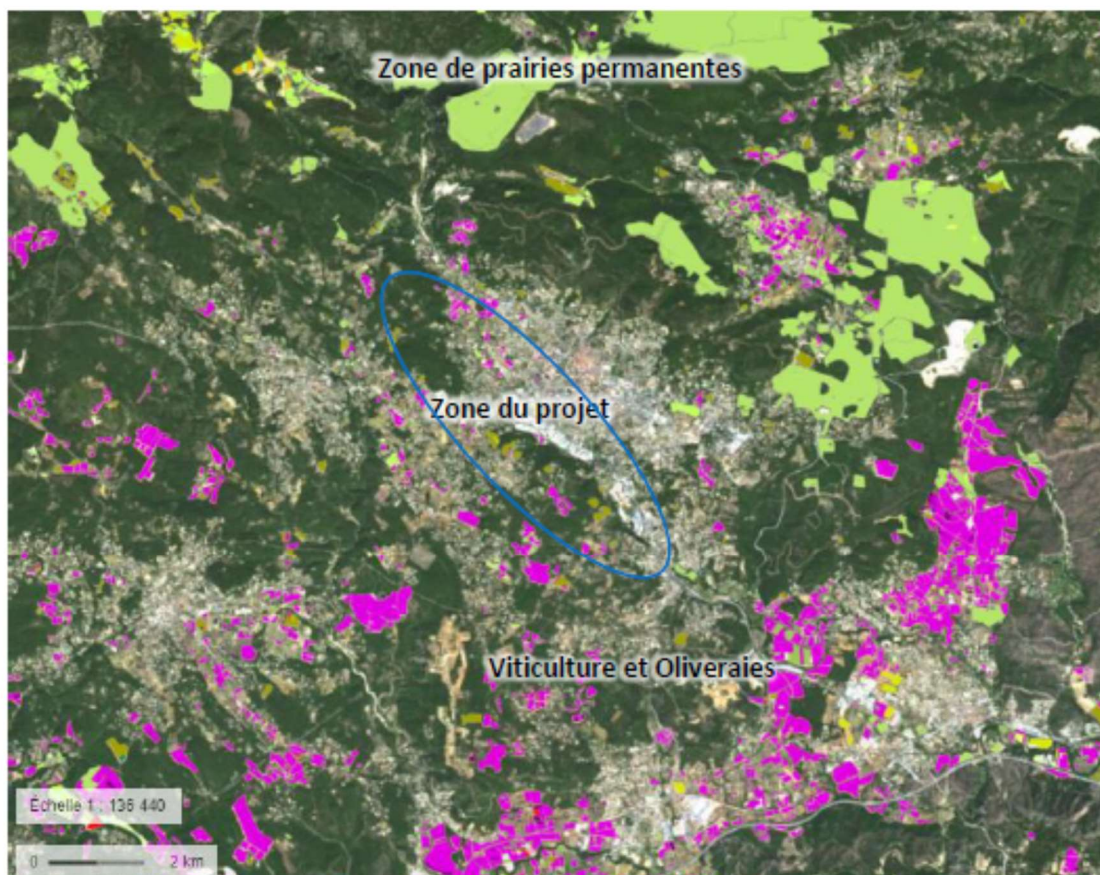 Zone de prairies permanentes
Zone du projet
Viticulture et Oliveraies
Échelle 1 : 136 440
0 2 km